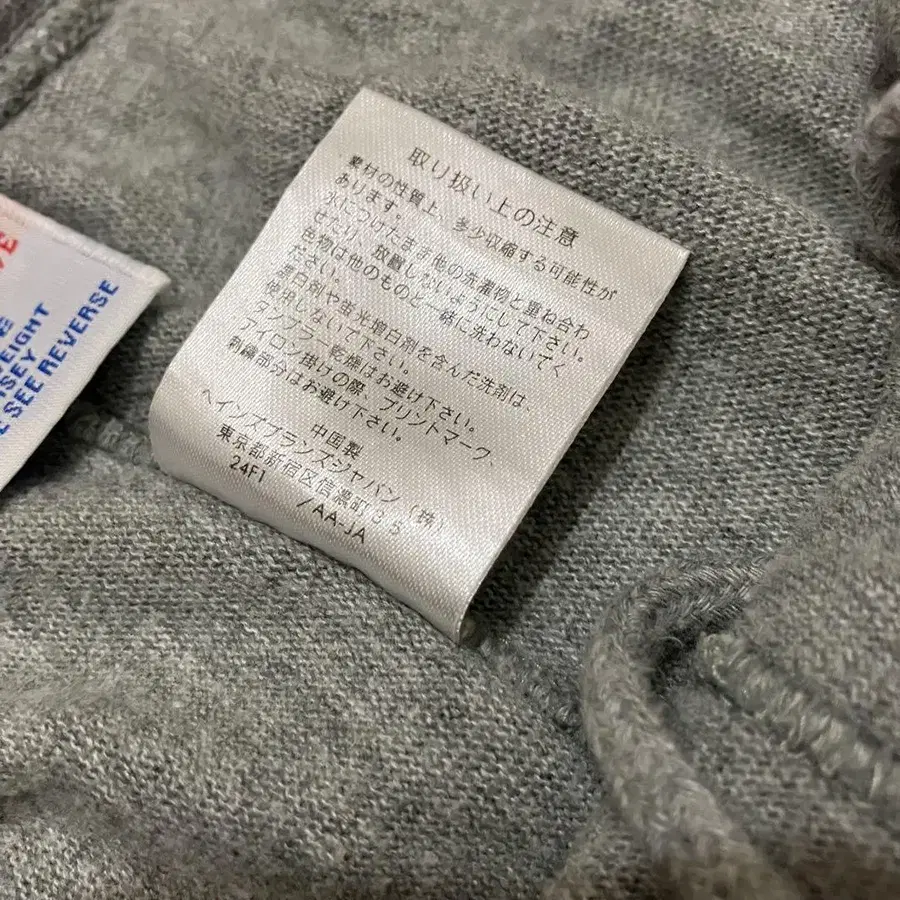 VE
EIGHT
SEY
SEE REVERSE
取り扱い上の注意
素材の性質上、多少収縮する可能性が
あります。
水につけたまま他の洗濯物と重ね合わ
せたり、放置しないようにして下さい。
色物は他のものと一緒に洗わないでく
ださい。
漂白剤や蛍光増白剤を含んだ洗剤は、
使用しないで下さい。
タンブラー乾燥はお避け下さい。
アイロン掛けの際、プリントマーク、
刺繍部分はお避け下さい。
中国製
ヘインズブランズジャパン(株)
東京都新宿区信濃町35
24F1 /AA-JA